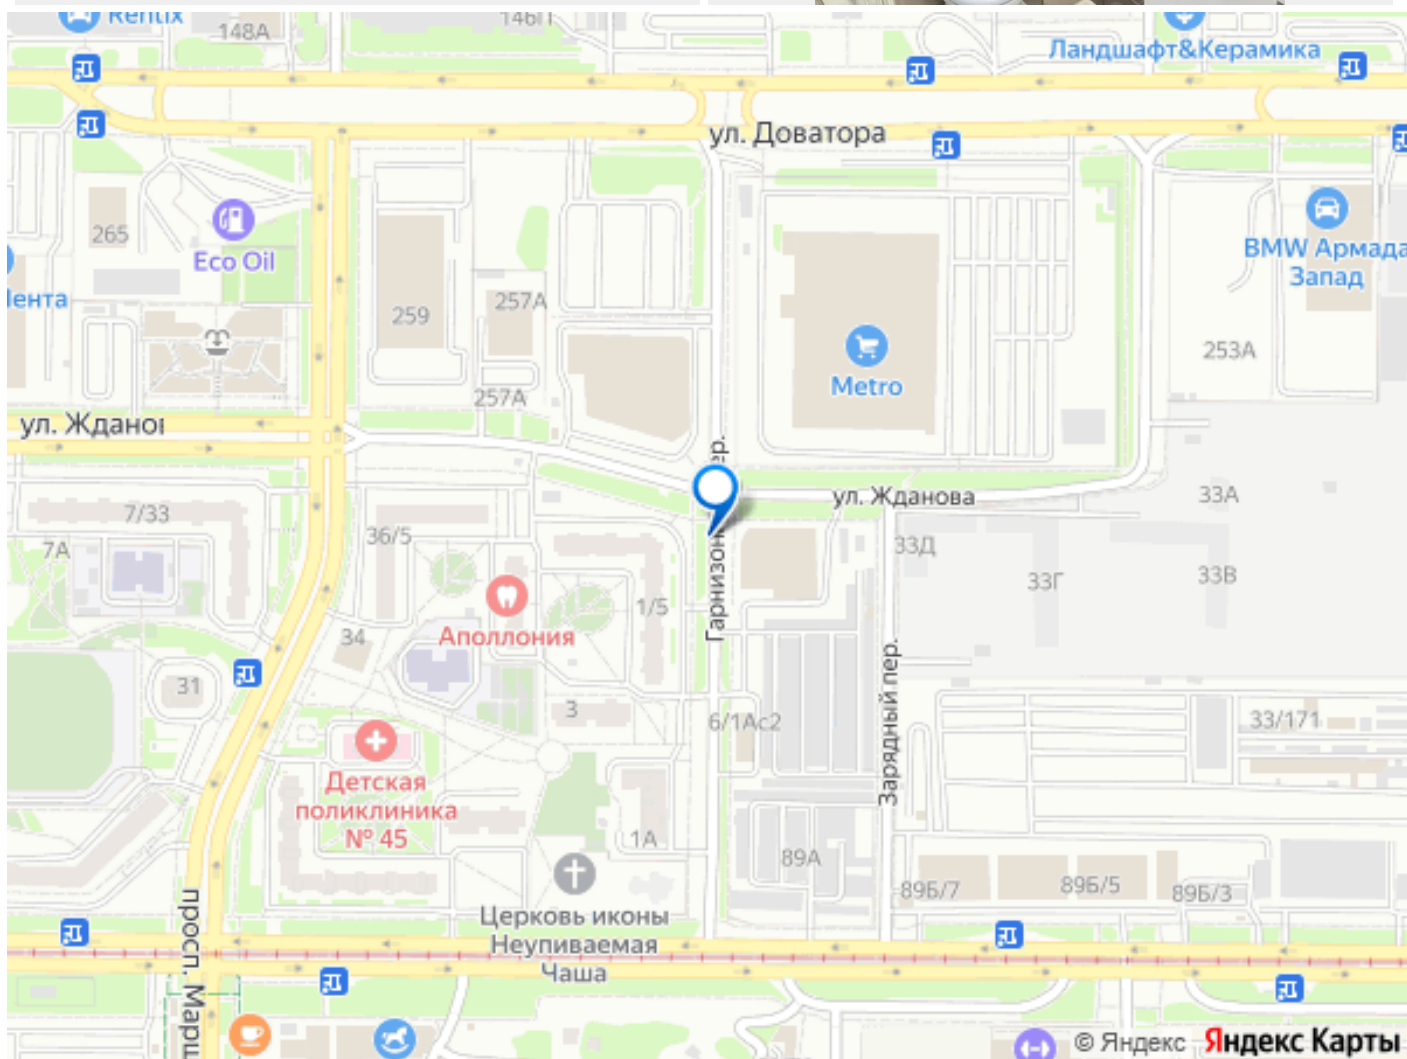 Rentix
148А
146П
Ландшафт&Керамика
ул. Доватора
265
Eco Oil
259
257А
BMW Армада
Запад
Лента
253А
Metro
257А
ул. Жданов
Гарнизон
ер.
ул. Жданова
33А
7/33
7А
36/5
33Д
33Г
33В
Аполлония
1/5
34
31
3
6/1Ас2
Зарядный пер.
33/171
Детская
поликлиника
№ 45
1А
89А
89Б/7
89Б/5
89Б/3
Церковь иконы
Неупиваемая
Чаша
просп. Марш
© Яндекс Яндекс Карты